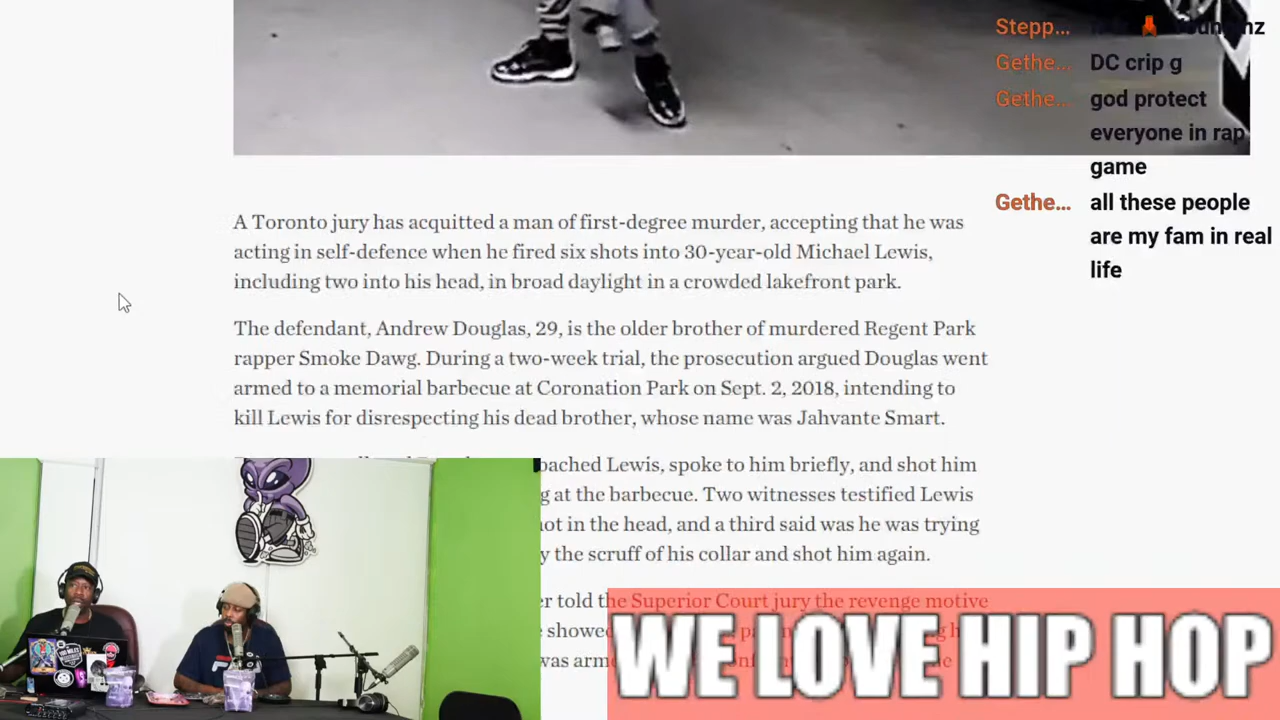 Stepp...
Gethe... DC crip g
Gethe... god protect
everyone in rap
game
Gethe... all these people
are my fam in real
life
A Toronto jury has acquitted a man of first-degree murder, accepting that he was
acting in self-defence when he fired six shots into 30-year-old Michael Lewis,
including two into his head, in broad daylight in a crowded lakefront park.
The defendant, Andrew Douglas, 29, is the older brother of murdered Regent Park
rapper Smoke Dawg. During a two-week trial, the prosecution argued Douglas went
armed to a memorial barbecue at Coronation Park on Sept. 2, 2018, intending to
kill Lewis for disrespecting his dead brother, whose name was Jahvante Smart.
Lewis, spoke to him briefly, and shot him
at the barbecue. Two witnesses testified Lewis
in the head, and a third said was he was trying
the scruff of his collar and shot him again.
told the Superior Court jury the revenge motive
WE LOVE HIP HOP
FILA